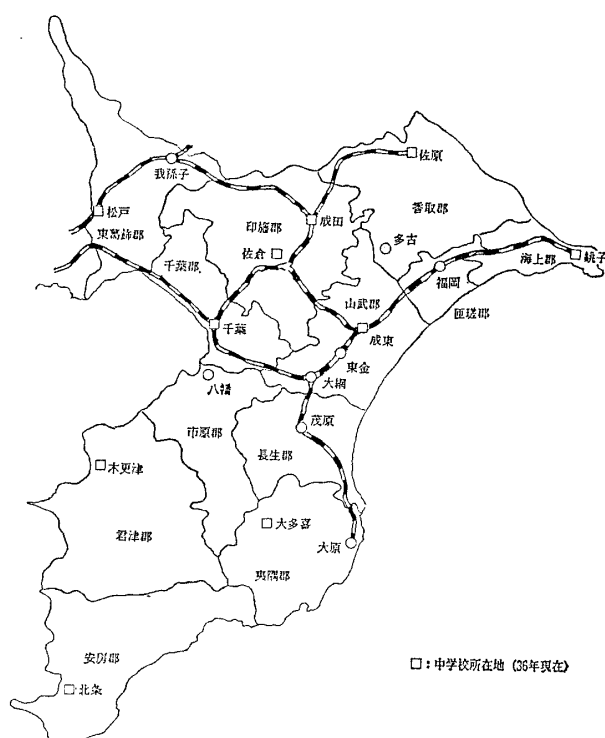 佐原
我孫子
香取郡
松戸
成田
印旛郡
東葛飾郡
多古
佐倉
千葉郡
海上郡
銚子
福岡
山武郡
匝瑳郡
千葉
成東
東金
大網
八幡
茂原
市原郡
長生郡
木更津
大多喜
君津郡
大原
夷隅郡
安房郡
□:中学校所在地(36年現在)
北条